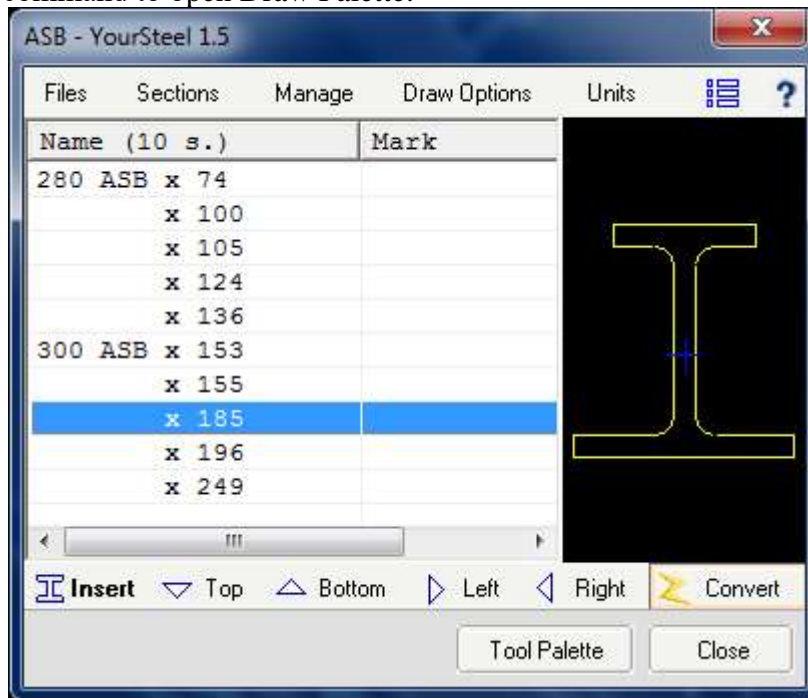 command to open Draw Palette.
ASB - YourSteel 1.5
Files Sections Manage Draw Options Units ?
Name (10 s.) Mark
280 ASB x 74
x 100
x 105
x 124
x 136
300 ASB x 153
x 155
x 185
x 196
x 249
Insert Top Bottom Left Right Convert
Tool Palette Close